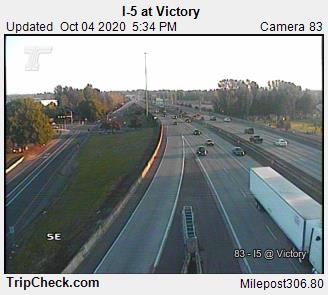 I-5 at Victory
Updated Oct 04 2020 5:34 PM Camera 83
T
SE
83 - I5 @ Victory
TripCheck.com Milepost306.80